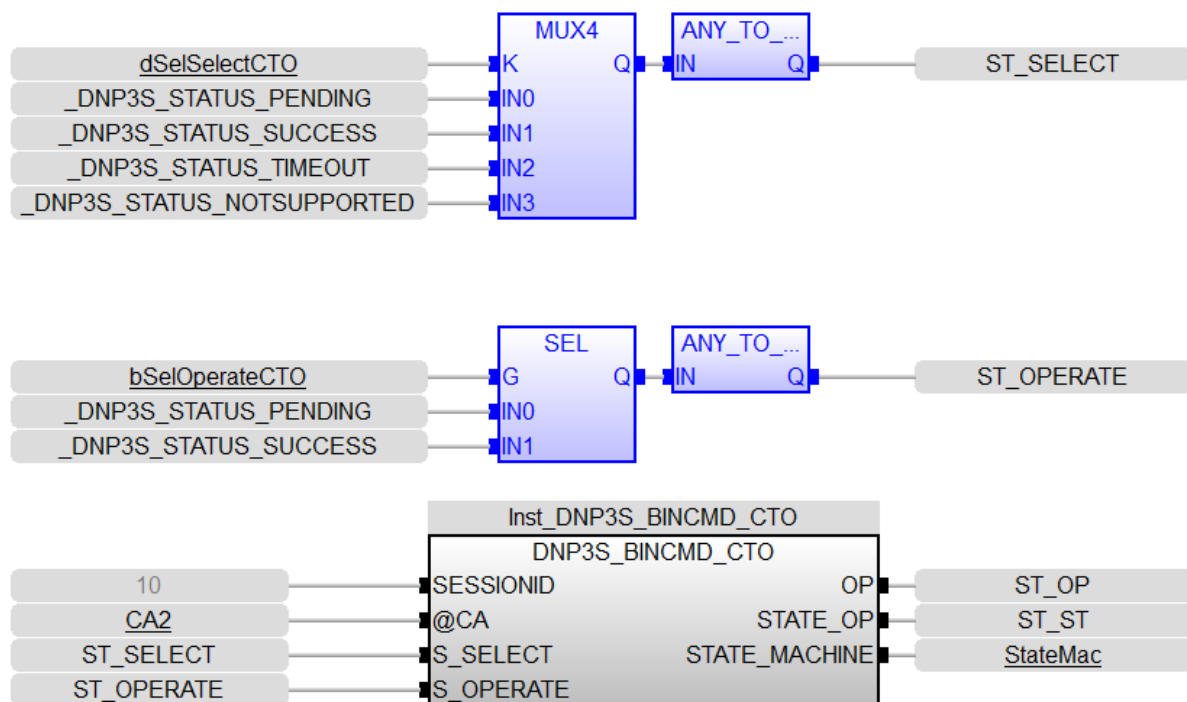 MUX4 ANY_TO_...
dSelSelectCTO K Q IN Q ST_SELECT
_DNP3S_STATUS_PENDING IN0
_DNP3S_STATUS_SUCCESS IN1
_DNP3S_STATUS_TIMEOUT IN2
_DNP3S_STATUS_NOTSUPPORTED IN3
SEL ANY_TO_...
bSelOperateCTO G Q IN Q ST_OPERATE
_DNP3S_STATUS_PENDING IN0
_DNP3S_STATUS_SUCCESS IN1
Inst_DNP3S_BINCMD_CTO
DNP3S_BINCMD_CTO
10 SESSIONID OP ST_OP
CA2 @CA STATE_OP ST_ST
ST_SELECT S_SELECT STATE_MACHINE StateMac
ST_OPERATE S_OPERATE